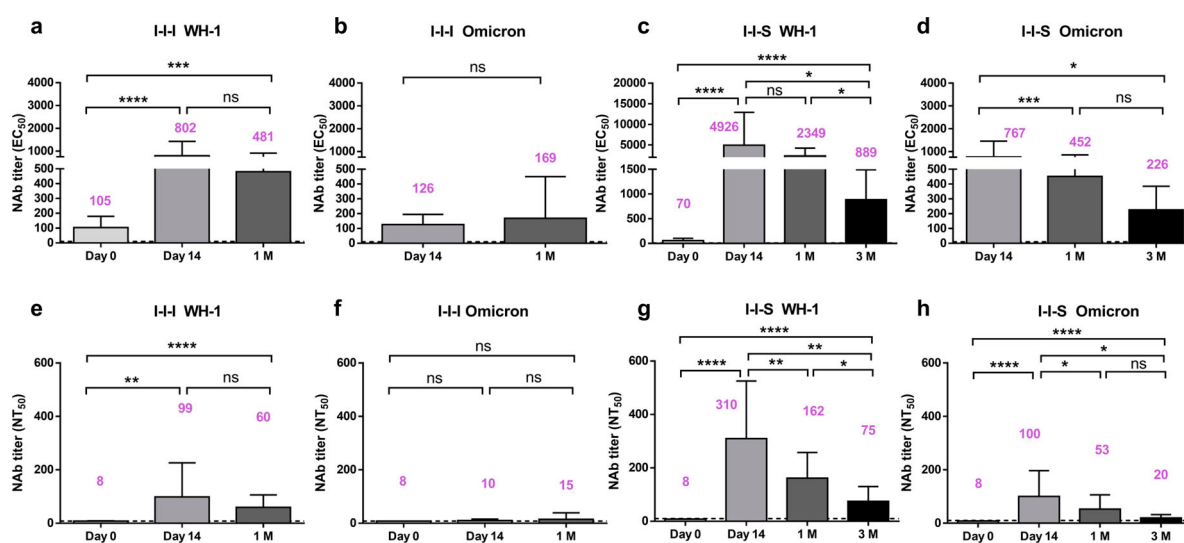 a
I-I-I WH-1
***
****
ns
NAb titer (EC50)
4000
3000
2000
1000
500
400
300
200
100
0
105
802
481
Day 0
Day 14
1 M
b
I-I-I Omicron
ns
NAb titer (EC50)
4000
3000
2000
1000
500
400
300
200
100
0
126
169
Day 14
1 M
c
I-I-S WH-1
****
*
****
ns
*
NAb titer (EC50)
20000
15000
10000
5000
1500
1000
500
0
70
4926
2349
889
Day 0
Day 14
1 M
3 M
d
I-I-S Omicron
*
***
ns
NAb titer (EC50)
4000
3000
2000
1000
500
400
300
200
100
0
767
452
226
Day 14
1 M
3 M
e
I-I-I WH-1
****
**
ns
NAb titer (NT50)
600
400
200
0
8
99
60
Day 0
Day 14
1 M
f
I-I-I Omicron
ns
ns
ns
NAb titer (NT50)
600
400
200
0
8
10
15
Day 0
Day 14
1 M
g
I-I-S WH-1
****
**
****
**
*
NAb titer (NT50)
600
400
200
0
8
310
162
75
Day 0
Day 14
1 M
3 M
h
I-I-S Omicron
****
*
****
*
ns
NAb titer (NT50)
600
400
200
0
8
100
53
20
Day 0
Day 14
1 M
3 M